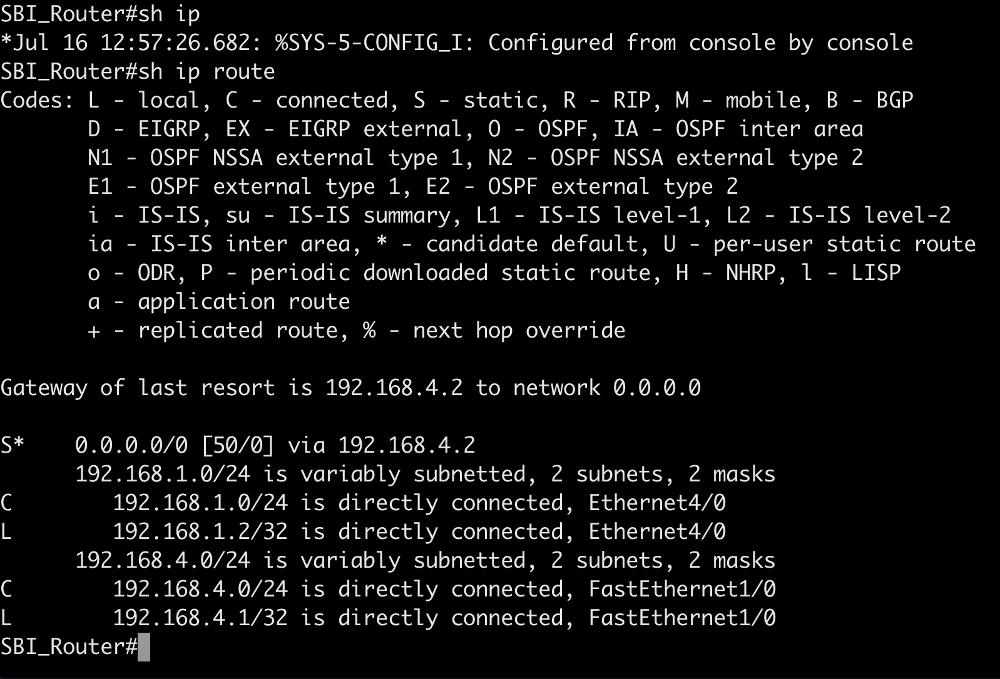 SBI_Router#sh ip
*Jul 16 12:57:26.682: %SYS-5-CONFIG_I: Configured from console by console
SBI_Router#sh ip route
Codes: L - local, C - connected, S - static, R - RIP, M - mobile, B - BGP
       D - EIGRP, EX - EIGRP external, O - OSPF, IA - OSPF inter area
       N1 - OSPF NSSA external type 1, N2 - OSPF NSSA external type 2
       E1 - OSPF external type 1, E2 - OSPF external type 2
       i - IS-IS, su - IS-IS summary, L1 - IS-IS level-1, L2 - IS-IS level-2
       ia - IS-IS inter area, * - candidate default, U - per-user static route
       o - ODR, P - periodic downloaded static route, H - NHRP, l - LISP
       a - application route
       + - replicated route, % - next hop override

Gateway of last resort is 192.168.4.2 to network 0.0.0.0

S*    0.0.0.0/0 [50/0] via 192.168.4.2
      192.168.1.0/24 is variably subnetted, 2 subnets, 2 masks
C        192.168.1.0/24 is directly connected, Ethernet4/0
L        192.168.1.2/32 is directly connected, Ethernet4/0
      192.168.4.0/24 is variably subnetted, 2 subnets, 2 masks
C        192.168.4.0/24 is directly connected, FastEthernet1/0
L        192.168.4.1/32 is directly connected, FastEthernet1/0
SBI_Router#